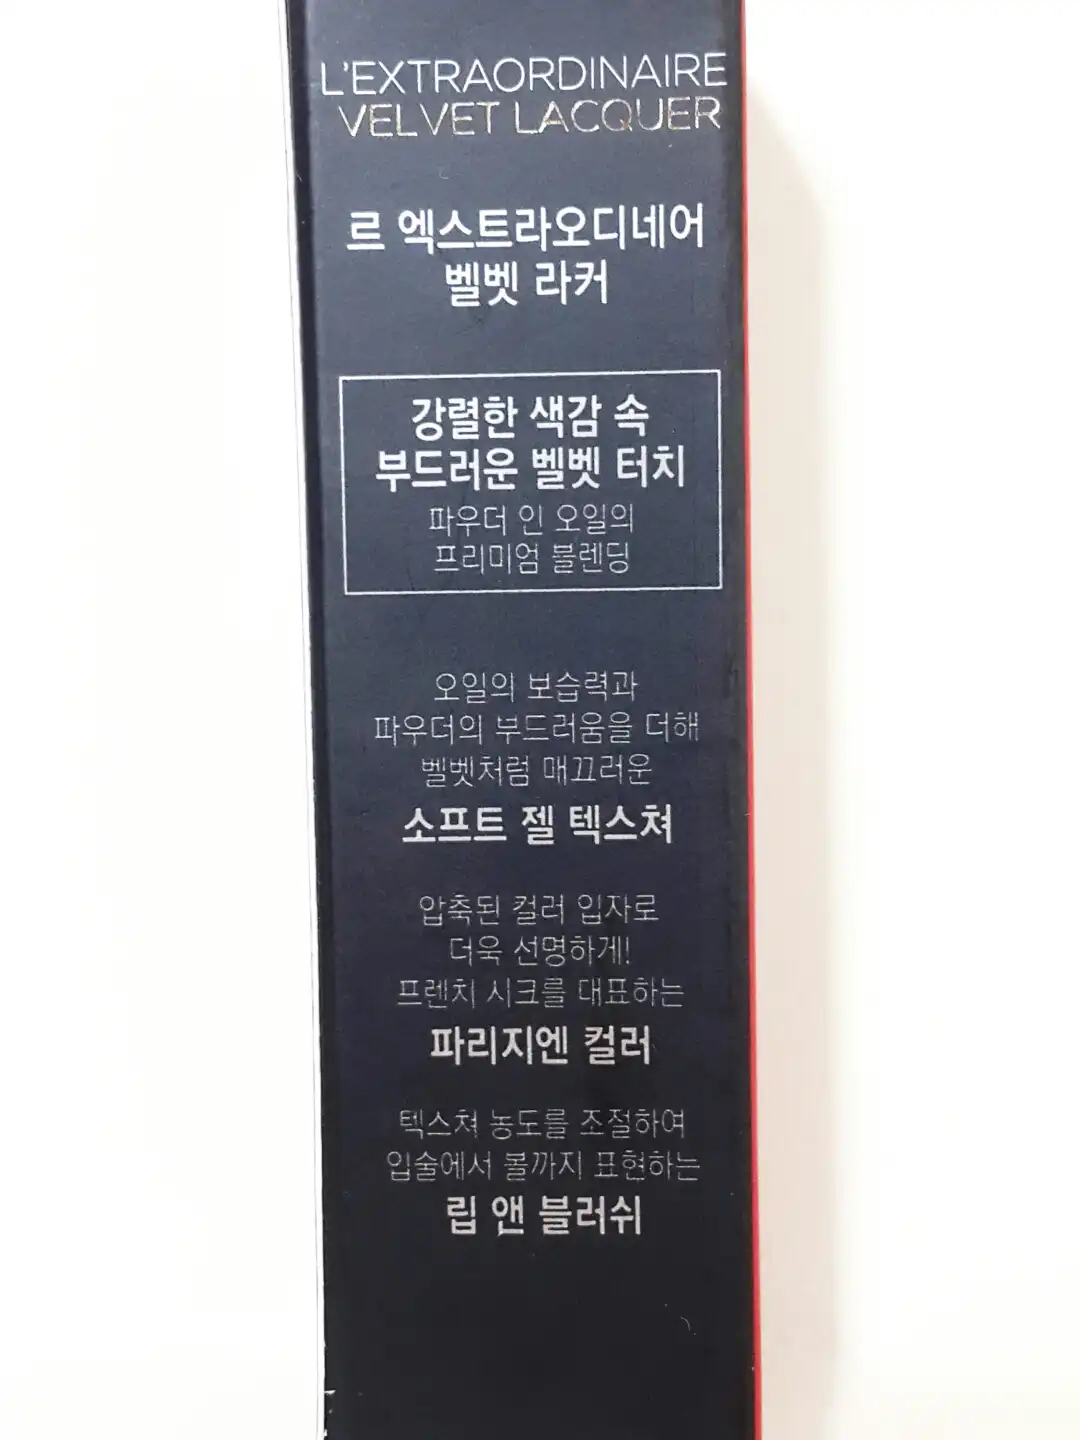 L'EXTRAORDINAIRE
VELVET LACQUER
르 엑스트라오디네어
벨벳 라커
강렬한 색감 속
부드러운 벨벳 터치
파우더 인 오일의
프리미엄 블렌딩
오일의 보습력과
파우더의 부드러움을 더해
벨벳처럼 매끄러운
소프트 젤 텍스쳐
압축된 컬러 입자로
더욱 선명하게!
프렌치 시크를 대표하는
파리지엔 컬러
텍스쳐 농도를 조절하여
입술에서 볼까지 표현하는
립 앤 블러쉬